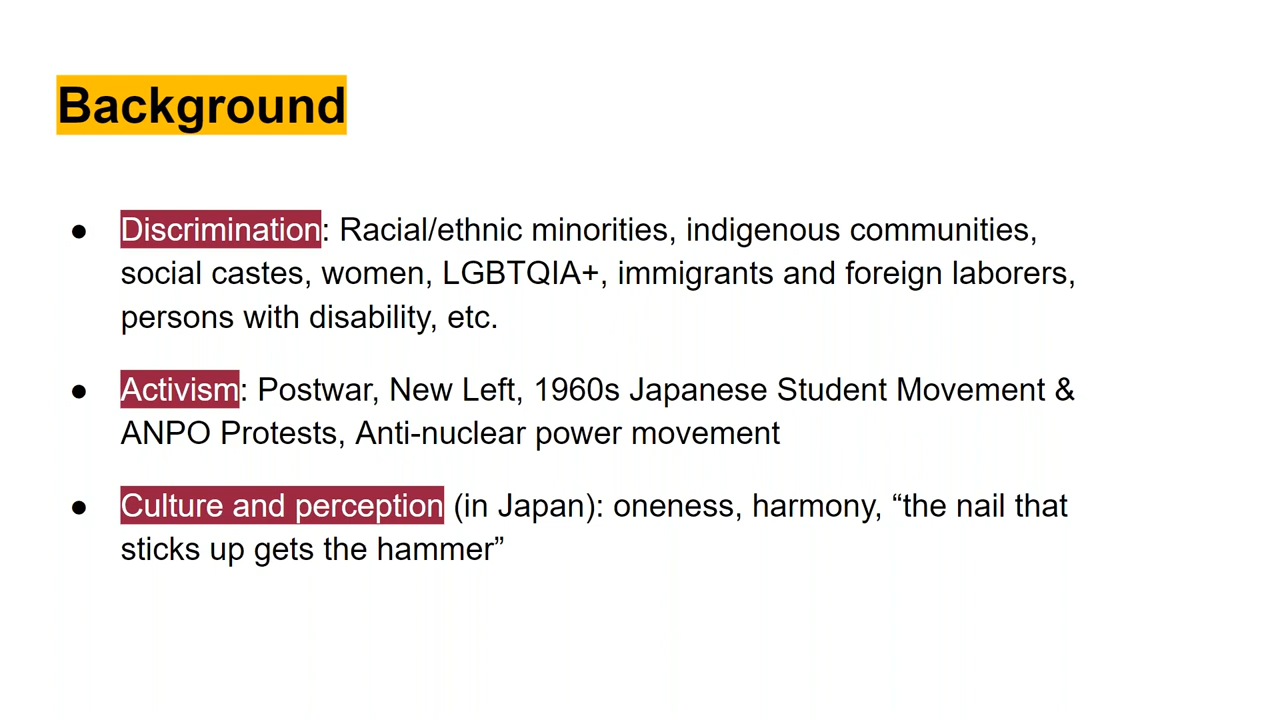 Background
● Discrimination: Racial/ethnic minorities, indigenous communities,
social castes, women, LGBTQIA+, immigrants and foreign laborers,
persons with disability, etc.
● Activism: Postwar, New Left, 1960s Japanese Student Movement &
ANPO Protests, Anti-nuclear power movement
● Culture and perception (in Japan): oneness, harmony, “the nail that
sticks up gets the hammer”